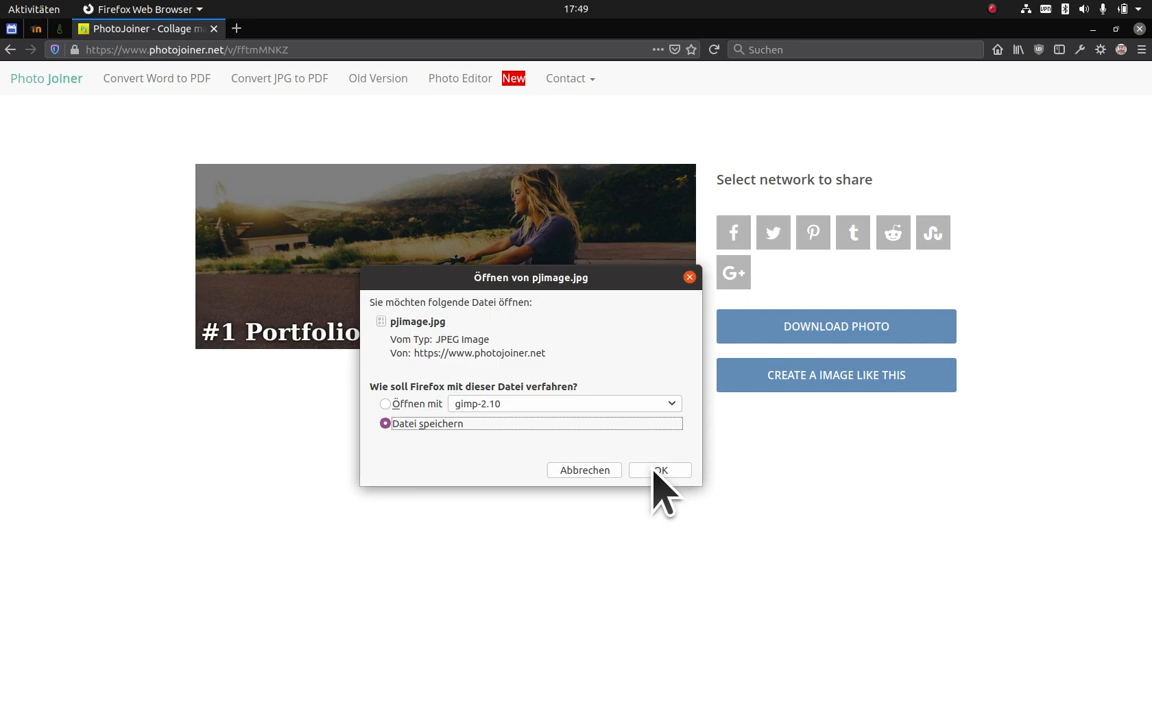 Aktivitäten
Firefox Web Browser
17:49
PhotoJoiner - Collage m
https://www.photojoiner.net/v/fftmMNKZ
Suchen
Photo Joiner
Convert Word to PDF
Convert JPG to PDF
Old Version
Photo Editor New
Contact
#1 Portfolio
Select network to share
DOWNLOAD PHOTO
CREATE A IMAGE LIKE THIS
Öffnen von pjimage.jpg
Sie möchten folgende Datei öffnen:
pjimage.jpg
Vom Typ: JPEG Image
Von: https://www.photojoiner.net
Wie soll Firefox mit dieser Datei verfahren?
Öffnen mit
gimp-2.10
Datei speichern
Abbrechen
OK